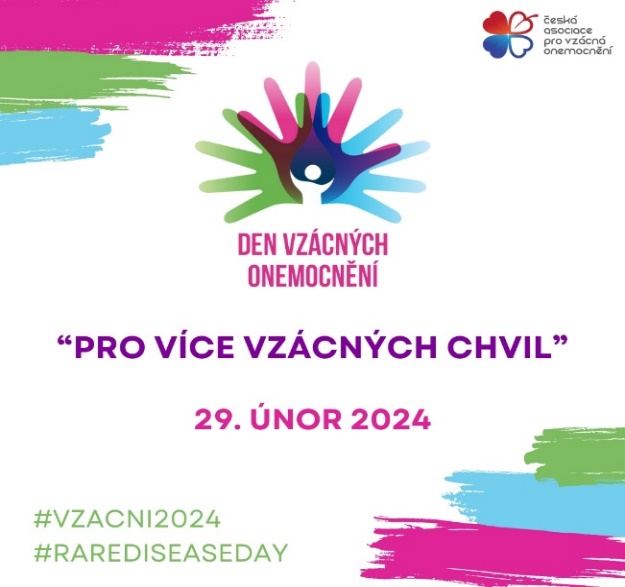 česká
asociace
pro vzácná
onemocnění
DEN VZÁCNÝCH
ONEMOCNĚNÍ
“PRO VÍCE VZÁCNÝCH CHVIL”
29. ÚNOR 2024
#VZACNI2024
#RAREDISEASEDAY